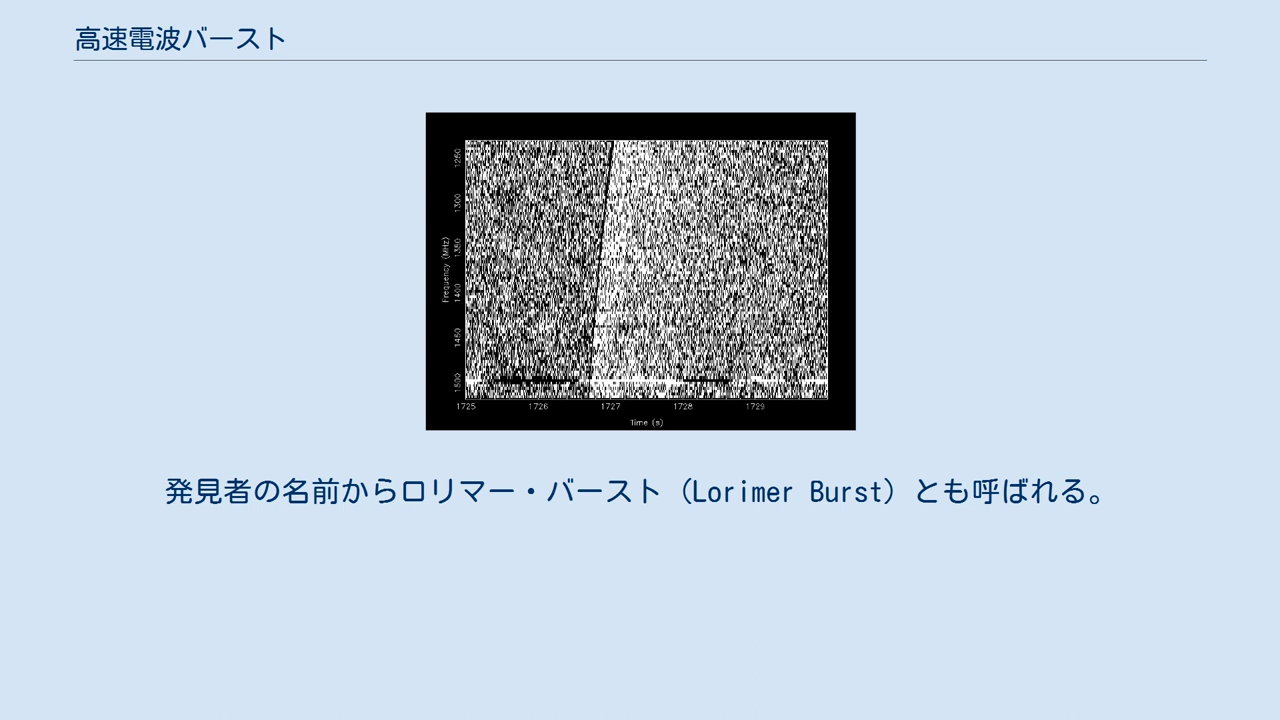 高速電波バースト
1250
1300
1350
1400
1450
1500
Frequency (MHz)
1725 1726 1727 1728 1729
Time (s)
発見者の名前からロリマー・バースト（Lorimer Burst）とも呼ばれる。